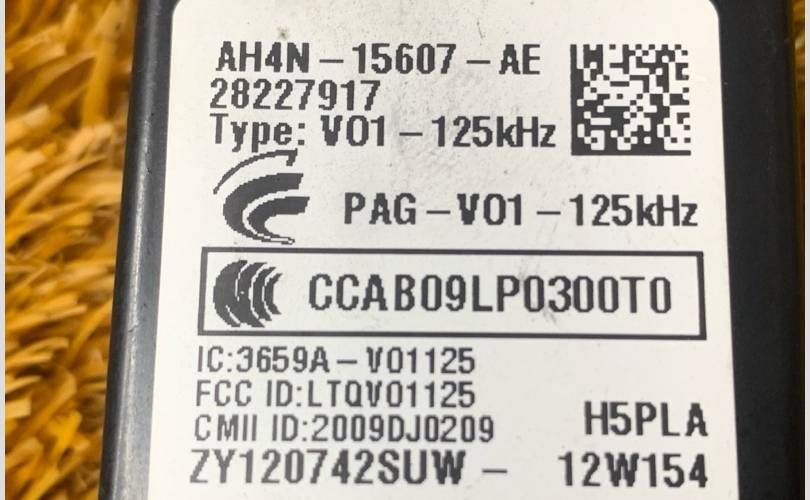 AH4N-15607-AE
28227917
Type: V01-125kHz
PAG-V01-125kHz
CCAB09LP0300T0
IC:3659A-V01125
FCC ID:LTQV01125
CMII ID:2009DJ0209
H5PLA
ZY120742SUW- 12W154